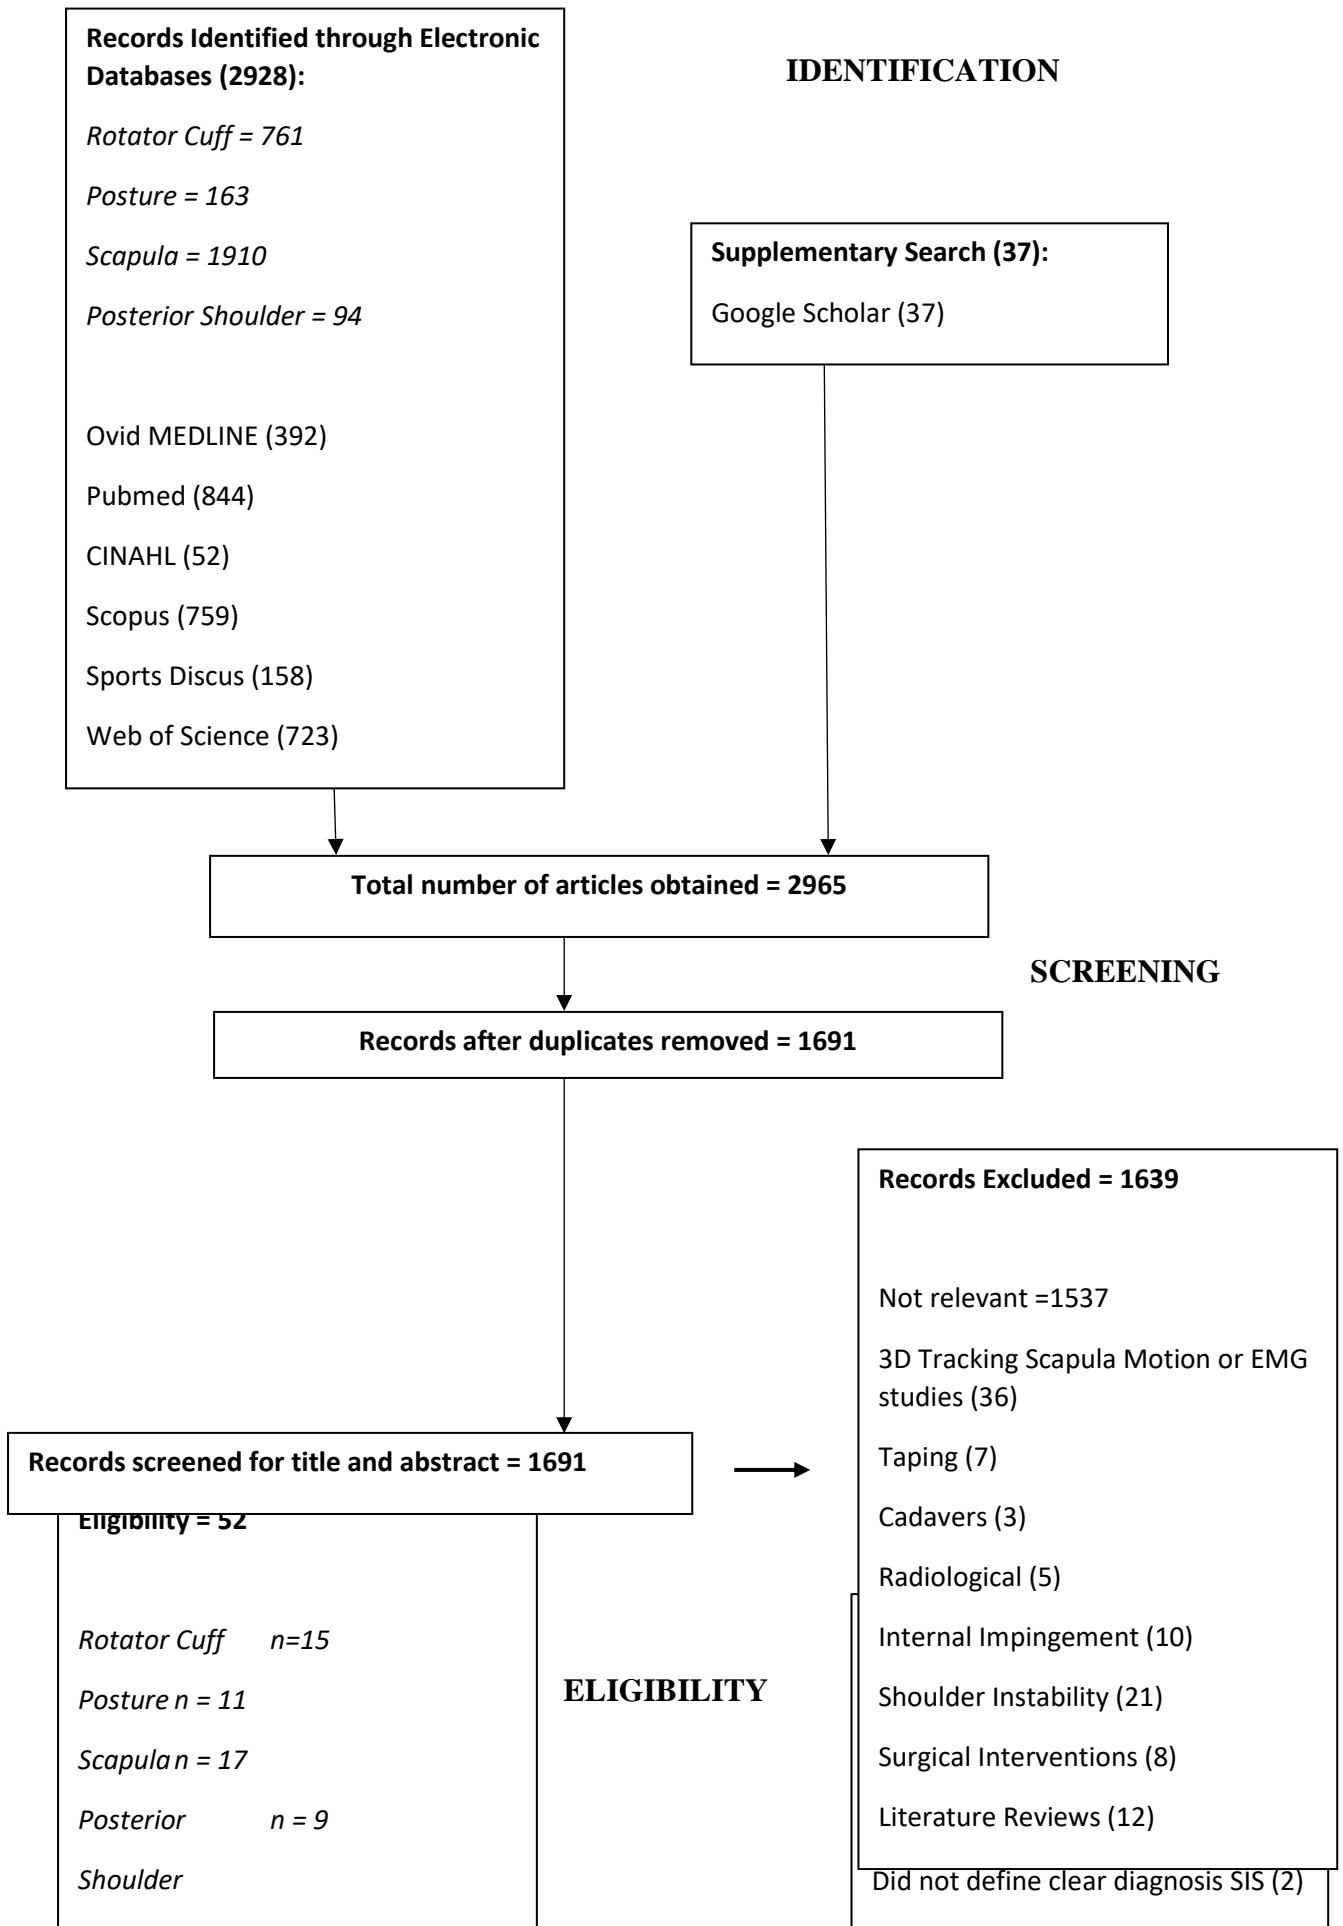 Records Identified through Electronic
Databases (2928):
Rotator Cuff = 761
Posture = 163
Scapula = 1910
Posterior Shoulder = 94
Ovid MEDLINE (392)
Pubmed (844)
CINAHL (52)
Scopus (759)
Sports Discus (158)
Web of Science (723)
IDENTIFICATION
Supplementary Search (37):
Google Scholar (37)
Total number of articles obtained = 2965
SCREENING
Records after duplicates removed = 1691
Records screened for title and abstract = 1691
Records Excluded = 1639
Not relevant =1537
3D Tracking Scapula Motion or EMG
studies (36)
Taping (7)
Cadavers (3)
Radiological (5)
Internal Impingement (10)
Shoulder Instability (21)
Surgical Interventions (8)
Literature Reviews (12)
Eligibility = 52
Rotator Cuff n=15
Posture n = 11
Scapula n = 17
Posterior n = 9
Shoulder
ELIGIBILITY
Did not define clear diagnosis SIS (2)